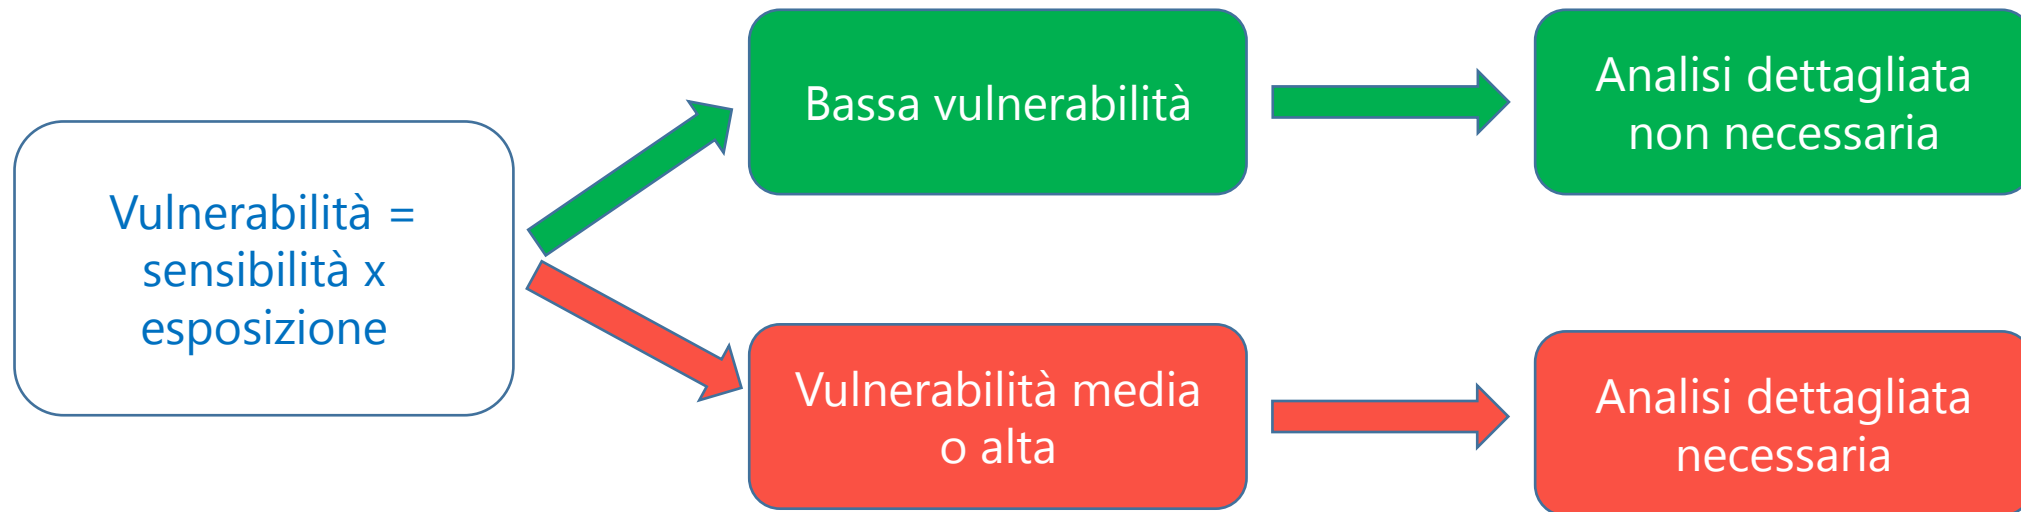 Vulnerabilità =
sensibilità x
esposizione
Bassa vulnerabilità
Analisi dettagliata
non necessaria
Vulnerabilità media
o alta
Analisi dettagliata
necessaria